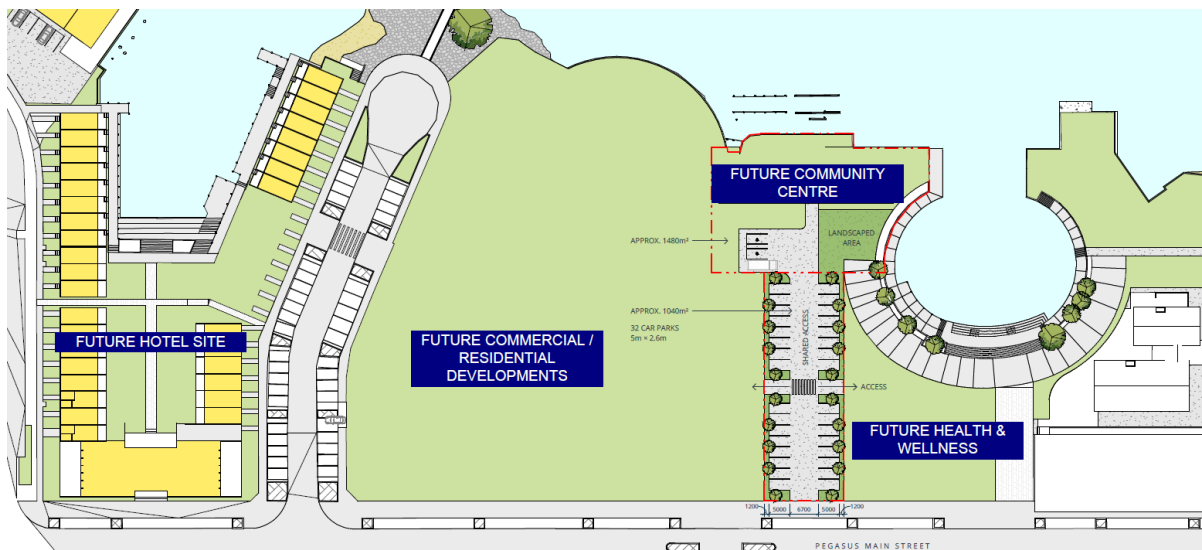 FUTURE COMMUNITY
CENTRE
APPROX. 1480m²
LANDSCAPED
AREA
APPROX. 1040m²
32 CAR PARKS
5m × 2.6m
SHARED ACCESS
FUTURE HOTEL SITE
FUTURE COMMERCIAL /
RESIDENTIAL
DEVELOPMENTS
ACCESS
FUTURE HEALTH &
WELLNESS
1200 5000 6700 5000 1200
PEGASUS MAIN STREET